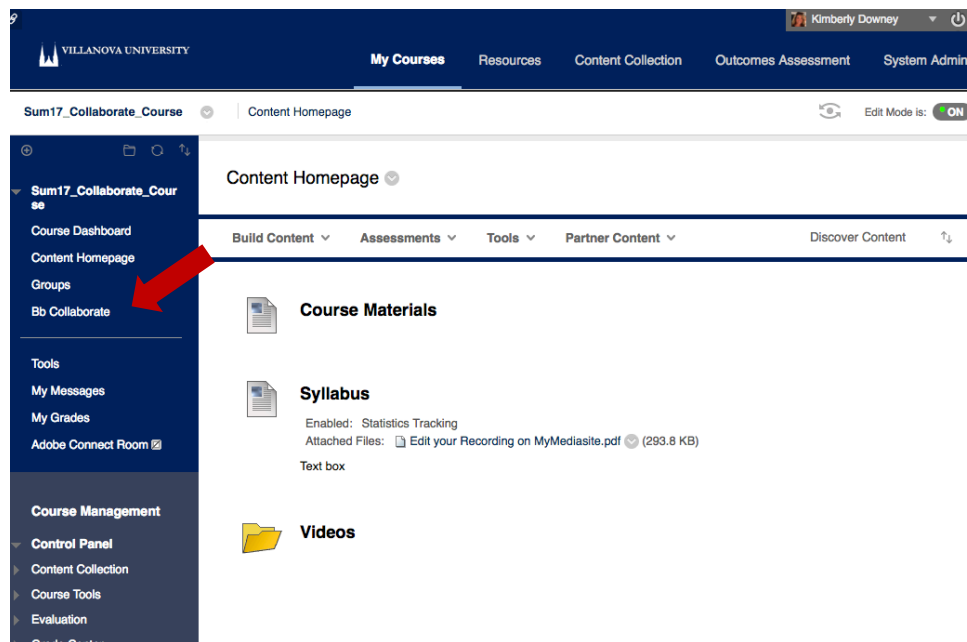 Kimberly Downey
VILLANOVA UNIVERSITY
My Courses Resources Content Collection Outcomes Assessment System Admin
Sum17_Collaborate_Course Content Homepage Edit Mode is: ON
Sum17_Collaborate_Cour
se
Course Dashboard
Content Homepage
Groups
Bb Collaborate
Tools
My Messages
My Grades
Adobe Connect Room
Course Management
Control Panel
Content Collection
Course Tools
Evaluation
Content Homepage
Build Content Assessments Tools Partner Content Discover Content
Course Materials
Syllabus
Enabled: Statistics Tracking
Attached Files: Edit your Recording on MyMediasite.pdf (293.8 KB)
Text box
Videos